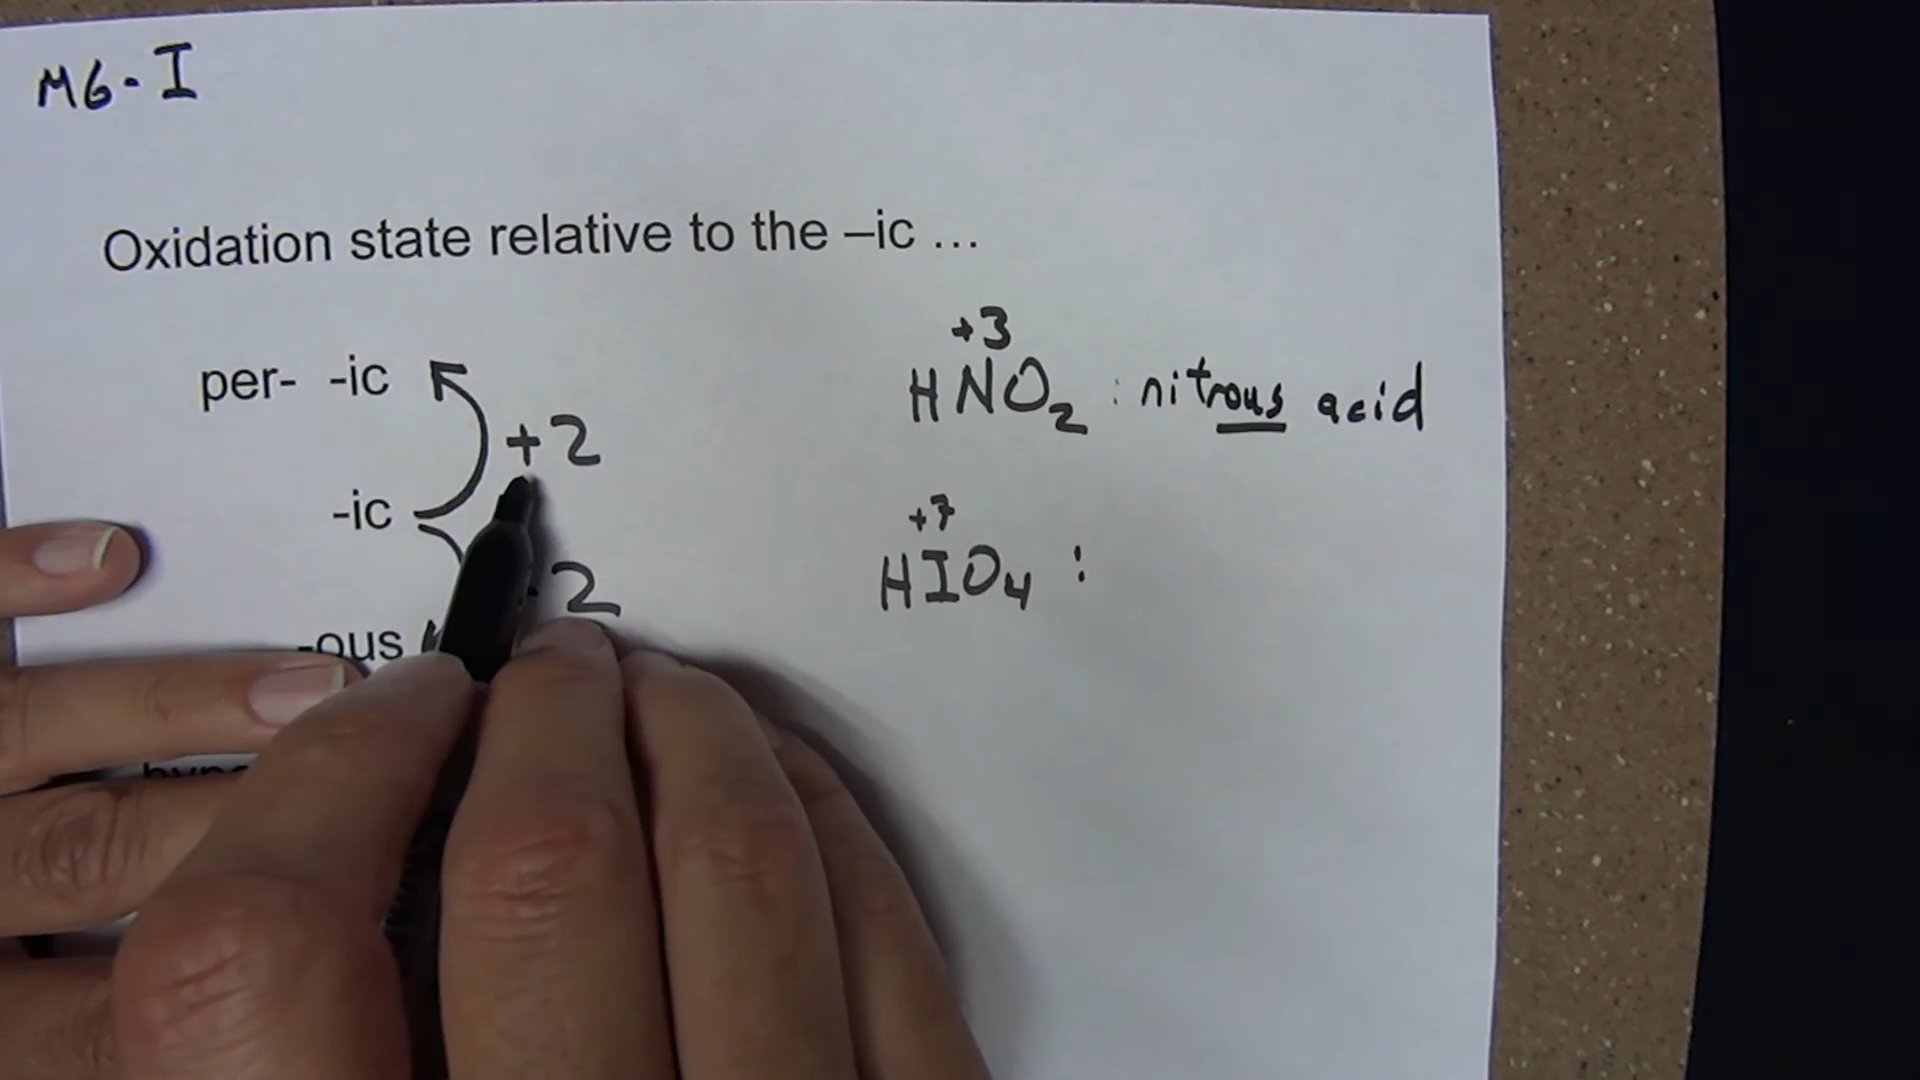 M6-I
Oxidation state relative to the –ic …
per- -ic
+2
-ic
-2
-ous
+3
HNO2 : nitrous acid
+7
HIO4 :